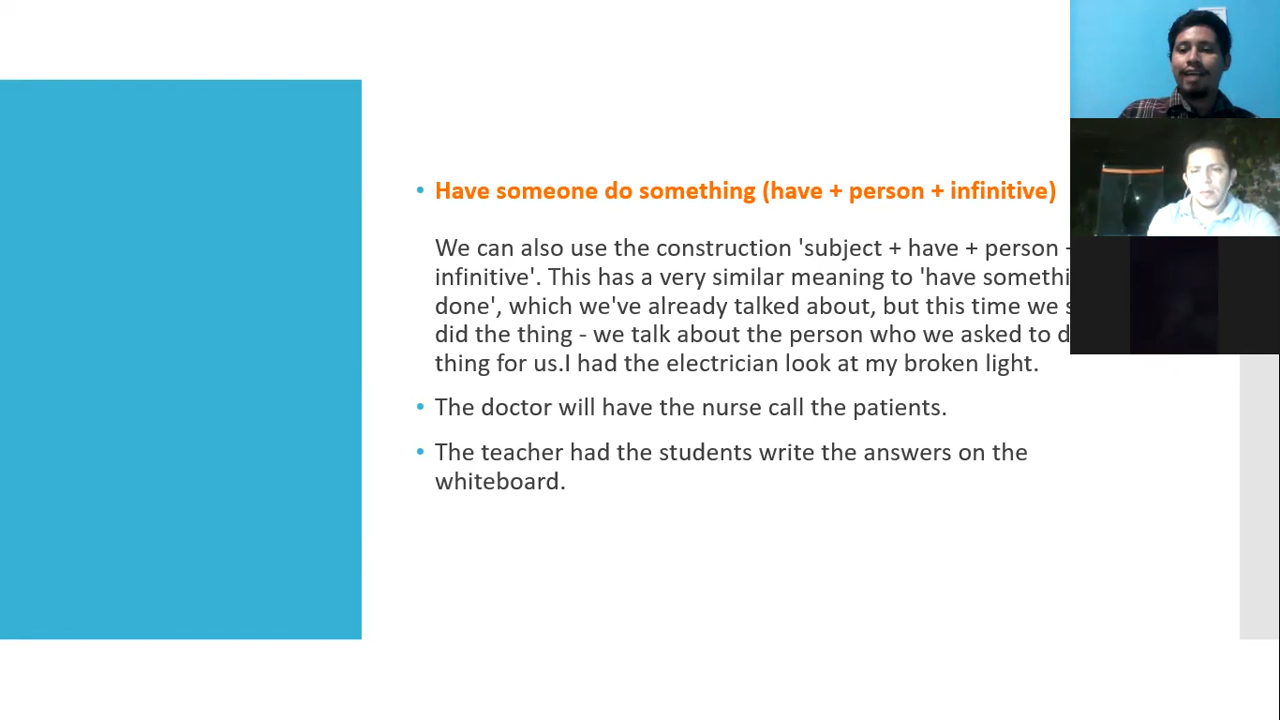 • Have someone do something (have + person + infinitive)
We can also use the construction 'subject + have + person
infinitive'. This has a very similar meaning to 'have
done', which we've already talked about, but this time we
did the thing - we talk about the person who we asked to
thing for us.I had the electrician look at my broken light.
• The doctor will have the nurse call the patients.
• The teacher had the students write the answers on the
whiteboard.